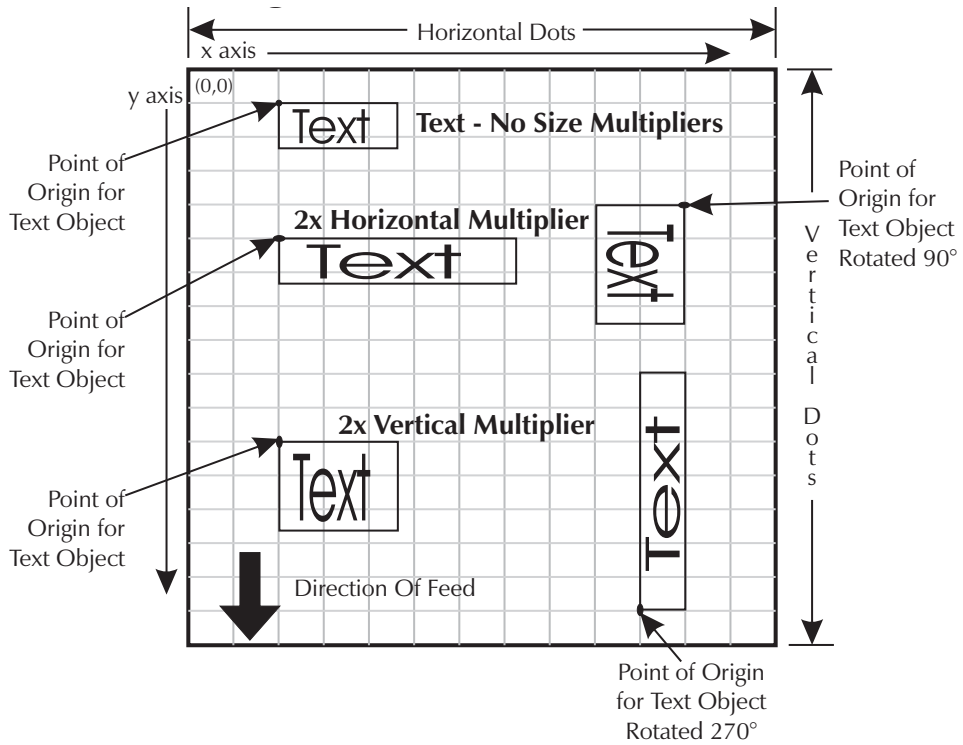 Horizontal Dots
x axis
(0,0)
y axis
Text
Text - No Size Multipliers
Point of
Origin for
Text Object
Point of
Origin for
Text Object
Rotated 90°
2x Horizontal Multiplier
Text
Text
Vertical Dots
Point of
Origin for
Text Object
2x Vertical Multiplier
Text
Text
Point of
Origin for
Text Object
Direction Of Feed
Point of Origin
for Text Object
Rotated 270°